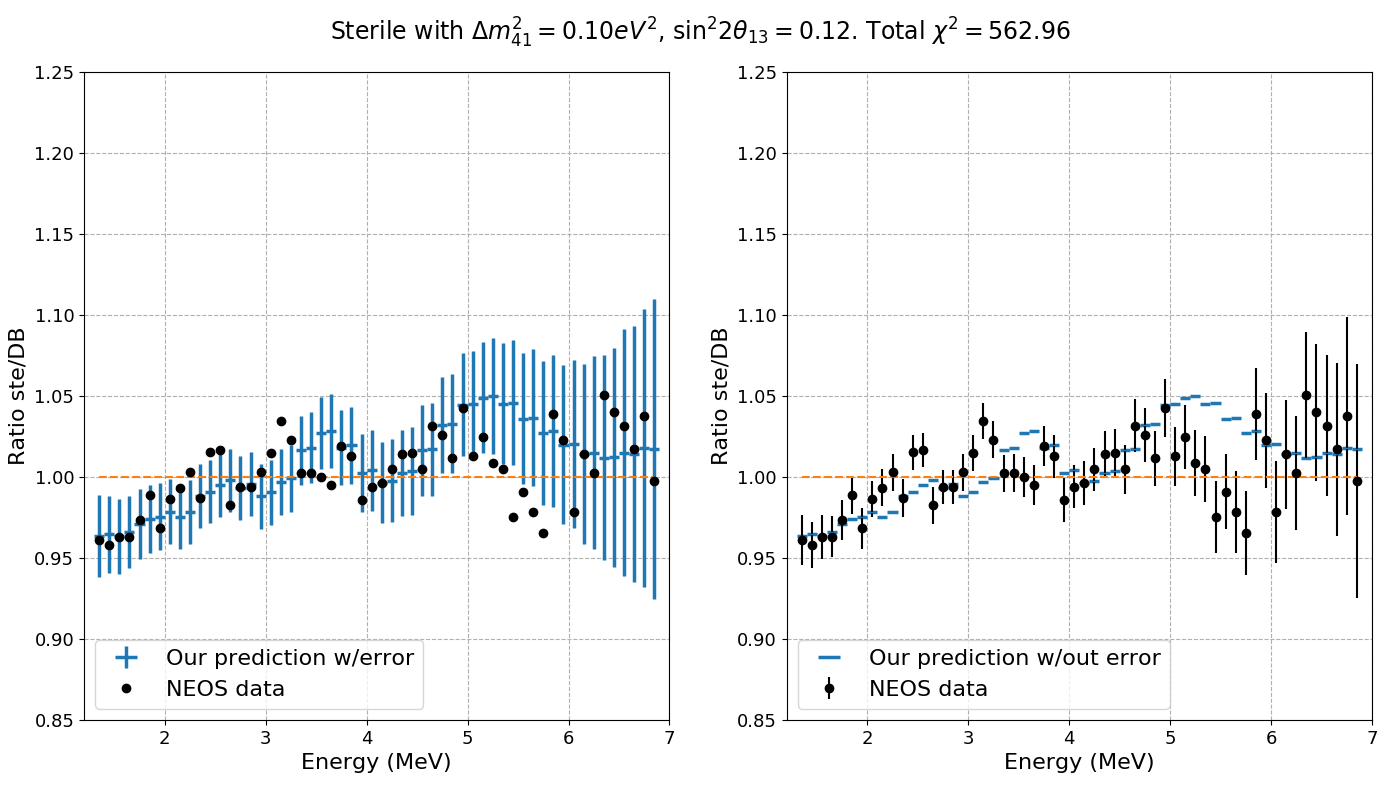 Sterile with Δm²₄₁ = 0.10eV², sin²2θ₁₃ = 0.12. Total χ² = 562.96
Ratio ste/DB
1.25
1.20
1.15
1.10
1.05
1.00
0.95
0.90
0.85
Our prediction w/error
NEOS data
2 3 4 5 6 7
Energy (MeV)
Ratio ste/DB
1.25
1.20
1.15
1.10
1.05
1.00
0.95
0.90
0.85
Our prediction w/out error
NEOS data
2 3 4 5 6 7
Energy (MeV)